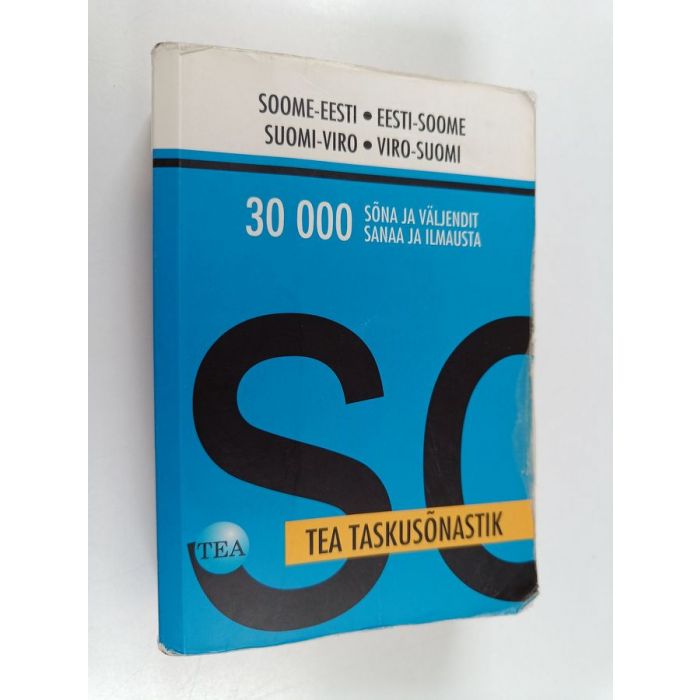 SOOME-EESTI • EESTI-SOOME
SUOMI-VIRO • VIRO-SUOMI
30 000 SÕNA JA VÄLJENDIT
SANAA JA ILMAUSTA
SO
TEA TASKUSÕNASTIK
TEA